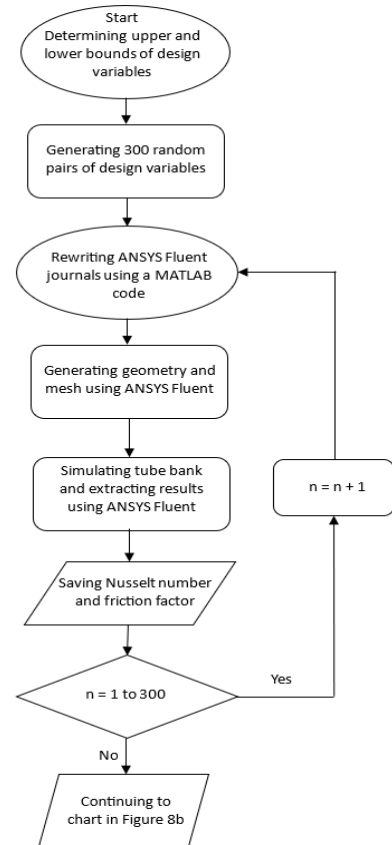 Start
Determining upper and
lower bounds of design
variables
Generating 300 random
pairs of design variables
Rewriting ANSYS Fluent
journals using a MATLAB
code
Generating geometry and
mesh using ANSYS Fluent
Simulating tube bank
and extracting results
using ANSYS Fluent
n = n + 1
Saving Nusselt number
and friction factor
n = 1 to 300
Yes
No
Continuing to
chart in Figure 8b